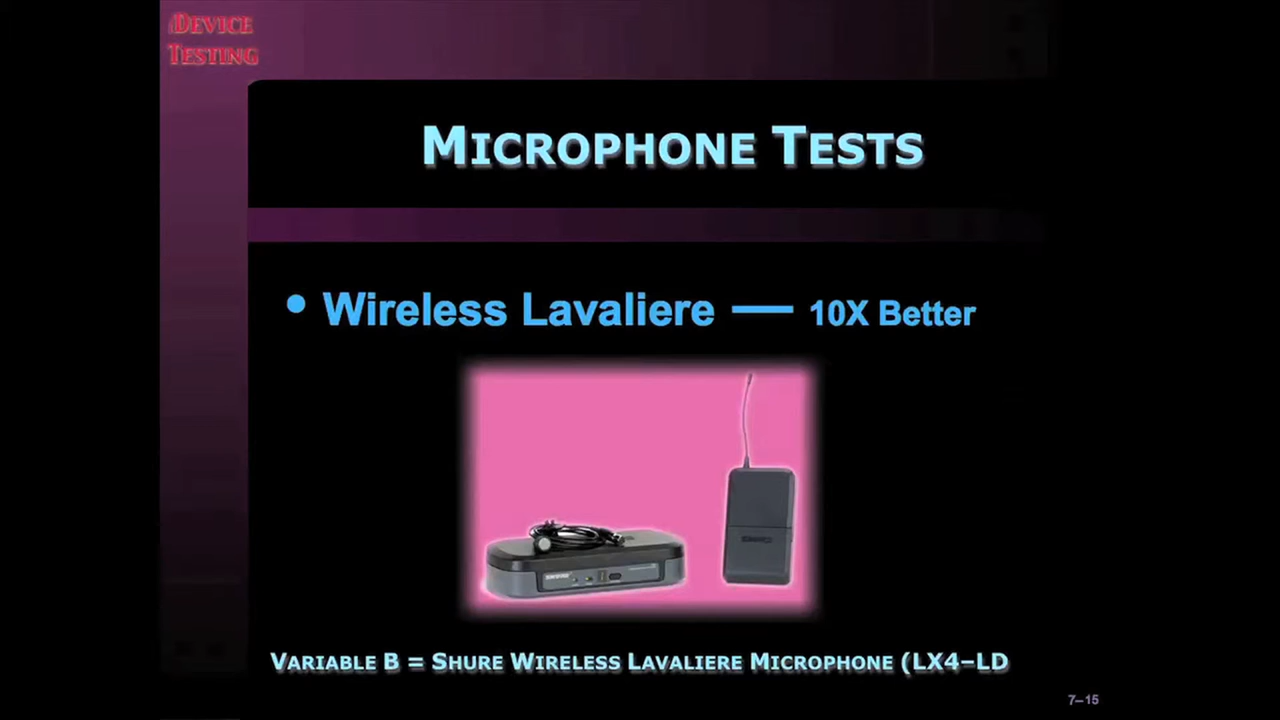 DEVICE
TESTING
MICROPHONE TESTS
• Wireless Lavaliere — 10X Better
VARIABLE B = SHURE WIRELESS LAVALIERE MICROPHONE (LX4–LD
7–15